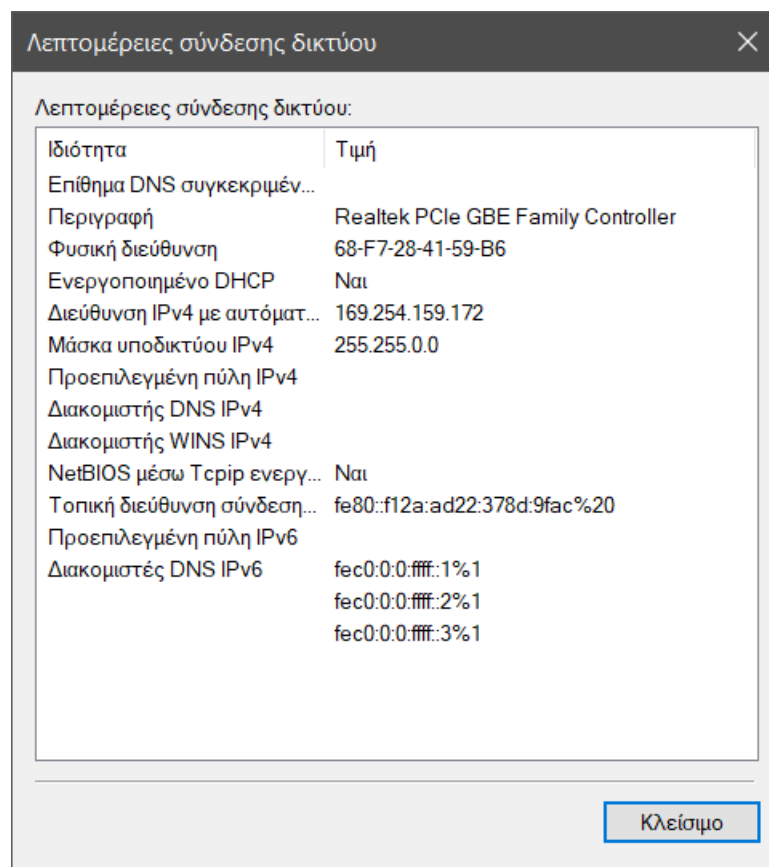 Λεπτομέρειες σύνδεσης δικτύου
Λεπτομέρειες σύνδεσης δικτύου:
Ιδιότητα Τιμή
Επίθημα DNS συγκεκριμέν...
Περιγραφή Realtek PCIe GBE Family Controller
Φυσική διεύθυνση 68-F7-28-41-59-B6
Ενεργοποιημένο DHCP Ναι
Διεύθυνση IPv4 με αυτόματ... 169.254.159.172
Μάσκα υποδικτύου IPv4 255.255.0.0
Προεπιλεγμένη πύλη IPv4
Διακομιστής DNS IPv4
Διακομιστής WINS IPv4
NetBIOS μέσω Tcpip ενεργ... Ναι
Τοπική διεύθυνση σύνδεση... fe80::f12a:ad22:378d:9fac%20
Προεπιλεγμένη πύλη IPv6
Διακομιστές DNS IPv6 fec0:0:0:ffff::1%1
fec0:0:0:ffff::2%1
fec0:0:0:ffff::3%1
Κλείσιμο